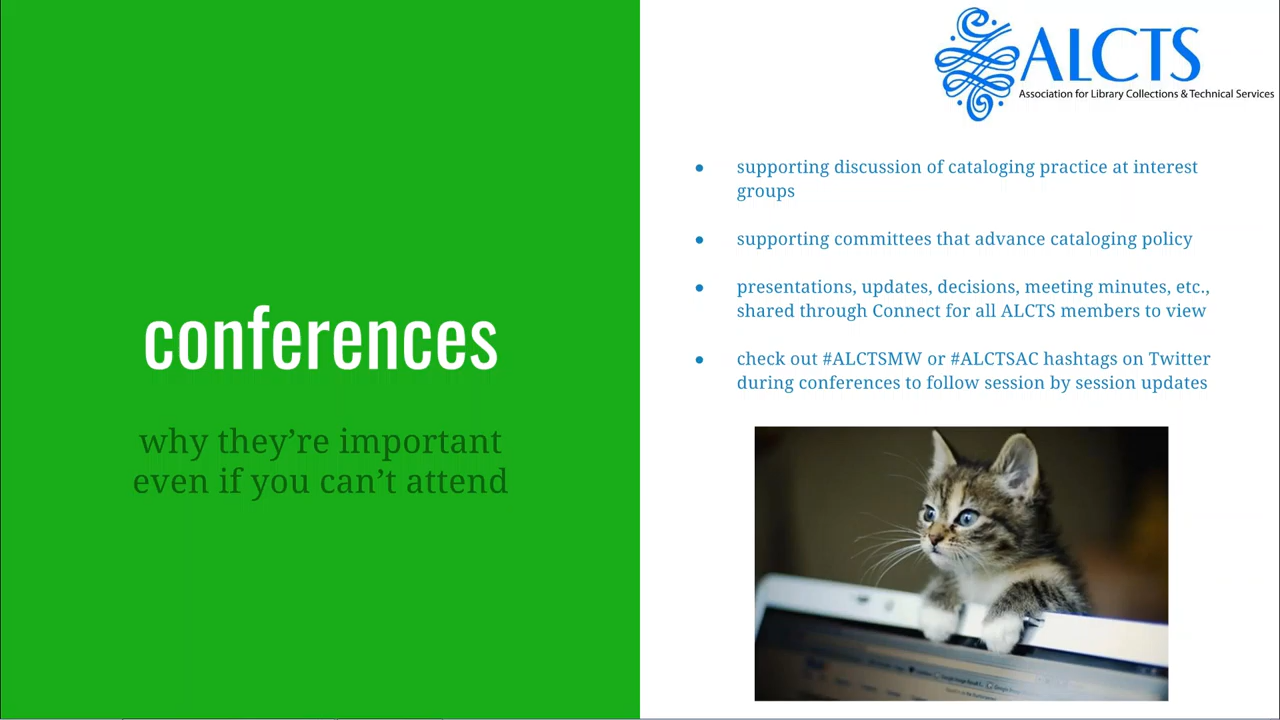 conferences
why they're important
even if you can't attend
ALCTS
Association for Library Collections & Technical Services
● supporting discussion of cataloging practice at interest
groups
● supporting committees that advance cataloging policy
● presentations, updates, decisions, meeting minutes, etc.,
shared through Connect for all ALCTS members to view
● check out #ALCTSMW or #ALCTSAC hashtags on Twitter
during conferences to follow session by session updates